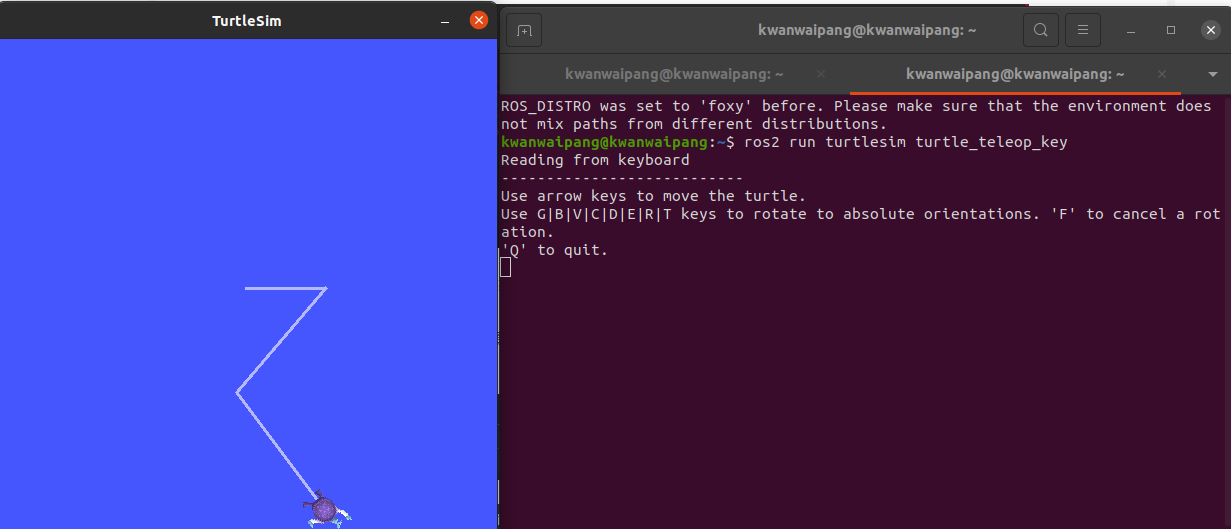 TurtleSim
kwanwaipang@kwanwaipang: ~
kwanwaipang@kwanwaipang: ~
kwanwaipang@kwanwaipang: ~
ROS_DISTRO was set to 'foxy' before. Please make sure that the environment does
not mix paths from different distributions.
kwanwaipang@kwanwaipang:~$ ros2 run turtlesim turtle_teleop_key
Reading from keyboard
---------------------------
Use arrow keys to move the turtle.
Use G|B|V|C|D|E|R|T keys to rotate to absolute orientations. 'F' to cancel a rot
ation.
'Q' to quit.